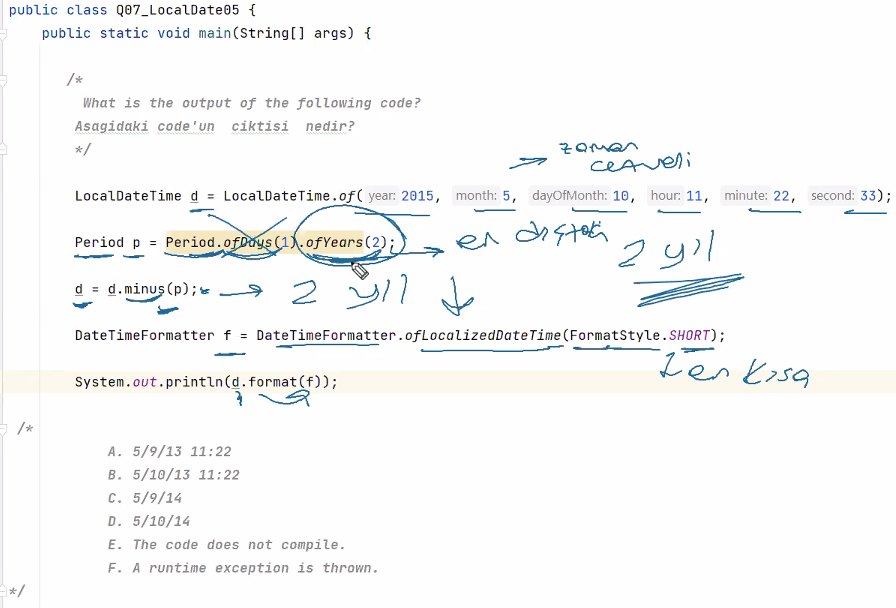 public class Q07_LocalDate05 {
public static void main(String[] args) {
/*
What is the output of the following code?
Asagidaki code'un ciktisi nedir?
*/
zaman
cetveli
LocalDateTime d = LocalDateTime.of( year: 2015, month: 5, dayOfMonth: 10, hour: 11, minute: 22, second: 33);
Period p = Period.ofDays(1).ofYears(2);
en
2 yıl
d = d.minus(p);
2 yıl
DateTimeFormatter f = DateTimeFormatter.ofLocalizedDateTime(FormatStyle.SHORT);
en kısa
System.out.println(d.format(f));
/*
A. 5/9/13 11:22
B. 5/10/13 11:22
C. 5/9/14
D. 5/10/14
E. The code does not compile.
F. A runtime exception is thrown.
*/